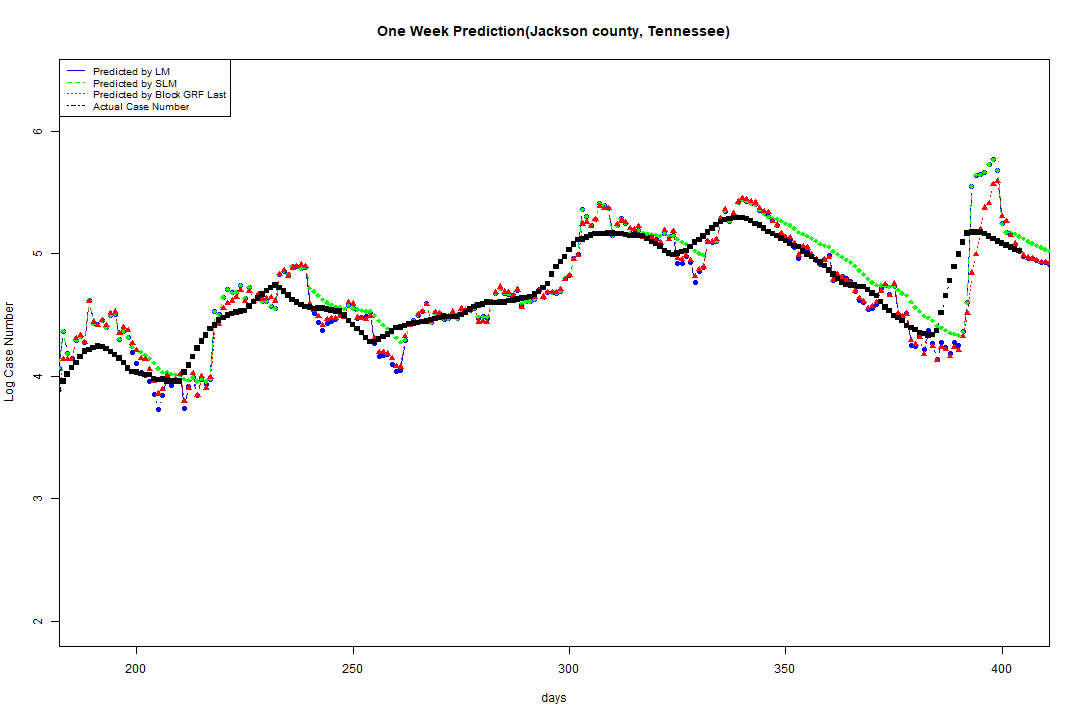 One Week Prediction(Jackson county, Tennessee)
Predicted by LM
Predicted by SLM
Predicted by Block GRF Last
Actual Case Number
6
5
4
3
2
Log Case Number
200 250 300 350 400
days